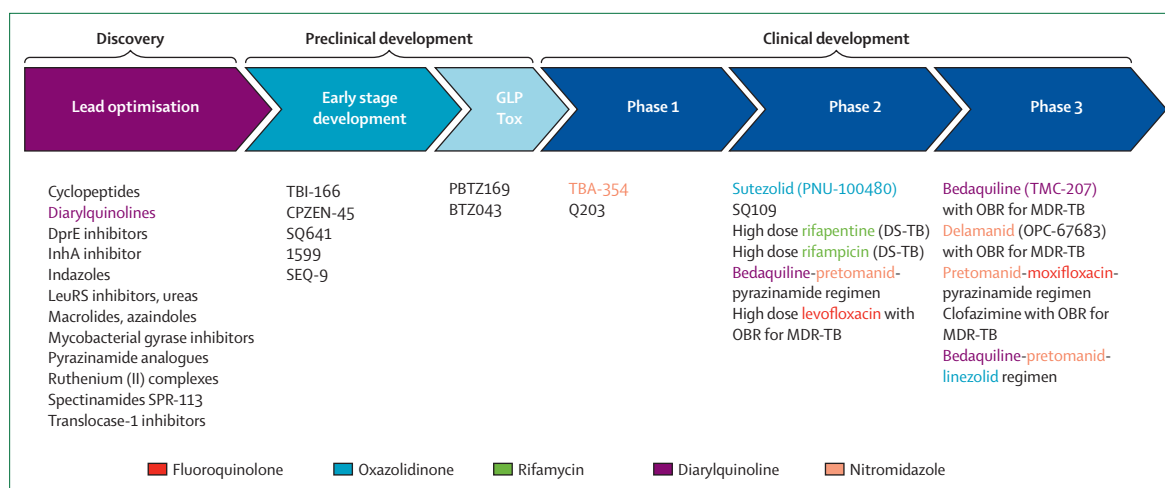 Discovery
Preclinical development
Clinical development
Lead optimisation
Early stage
development
GLP
Tox
Phase 1
Phase 2
Phase 3
Cyclopeptides
Diarylquinolines
DprE inhibitors
InhA inhibitor
Indazoles
LeuRS inhibitors, ureas
Macrolides, azaindoles
Mycobacterial gyrase inhibitors
Pyrazinamide analogues
Ruthenium (II) complexes
Spectinamides SPR-113
Translocase-1 inhibitors
TBI-166
CPZEN-45
SQ641
1599
SEQ-9
PBTZ169
BTZ043
TBA-354
Q203
Sutezolid (PNU-100480)
SQ109
High dose rifapentine (DS-TB)
High dose rifampicin (DS-TB)
Bedaquiline-pretomanid-
pyrazinamide regimen
High dose levofloxacin with
OBR for MDR-TB
Bedaquiline (TMC-207)
with OBR for MDR-TB
Delamanid (OPC-67683)
with OBR for MDR-TB
Pretomanid-moxifloxacin-
pyrazinamide regimen
Clofazimine with OBR for
MDR-TB
Bedaquiline-pretomanid-
linezolid regimen
Fluoroquinolone
Oxazolidinone
Rifamycin
Diarylquinoline
Nitromidazole